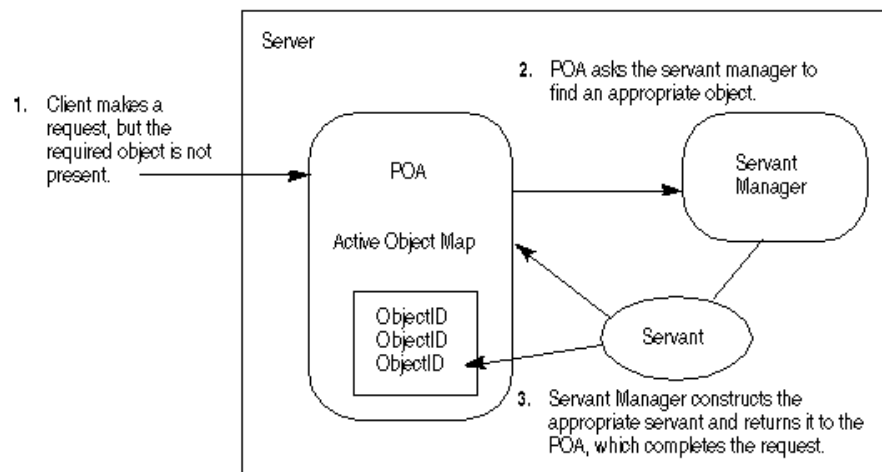 Server
1. Client makes a
request, but the
required object is not
present.
2. POA asks the servant manager to
find an appropriate object.
POA
Servant
Manager
Active Object Map
ObjectID
ObjectID
ObjectID
Servant
3. Servant Manager constructs the
appropriate servant and returns it to the
POA, which completes the request.